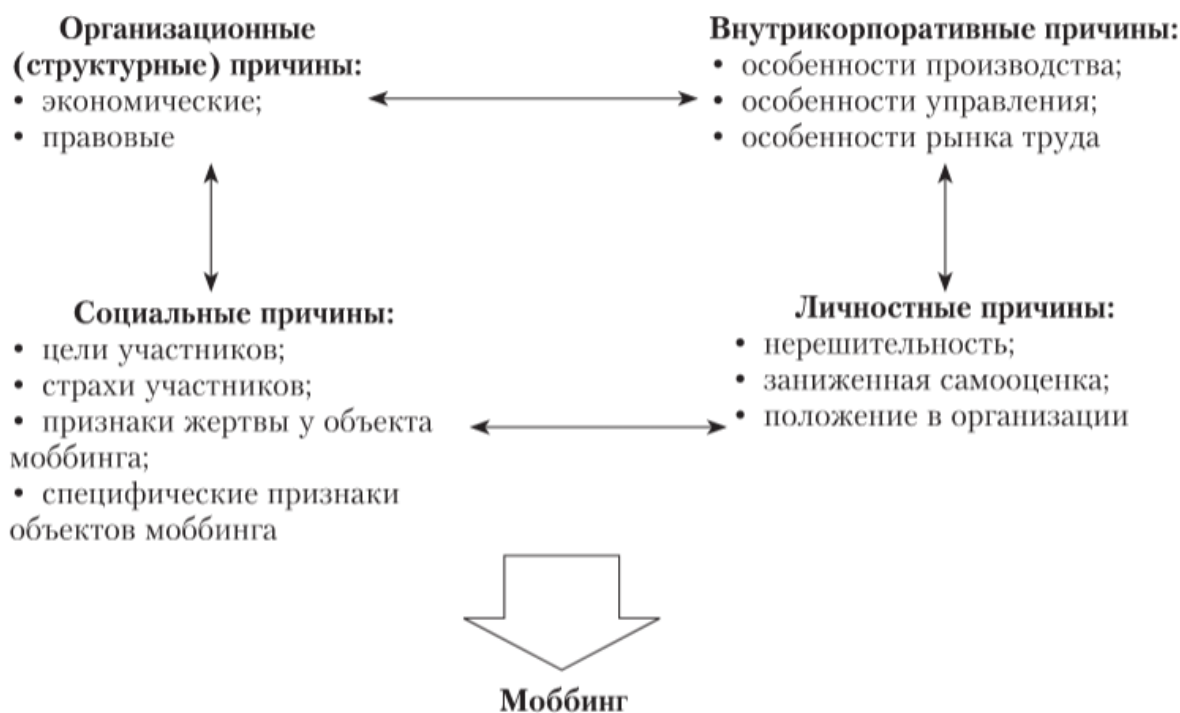 Организационные
(структурные) причины:
• экономические;
• правовые
Внутрикорпоративные причины:
• особенности производства;
• особенности управления;
• особенности рынка труда
Социальные причины:
• цели участников;
• страхи участников;
• признаки жертвы у объекта
моббинга;
• специфические признаки
объектов моббинга
Личностные причины:
• нерешительность;
• заниженная самооценка;
• положение в организации
Моббинг